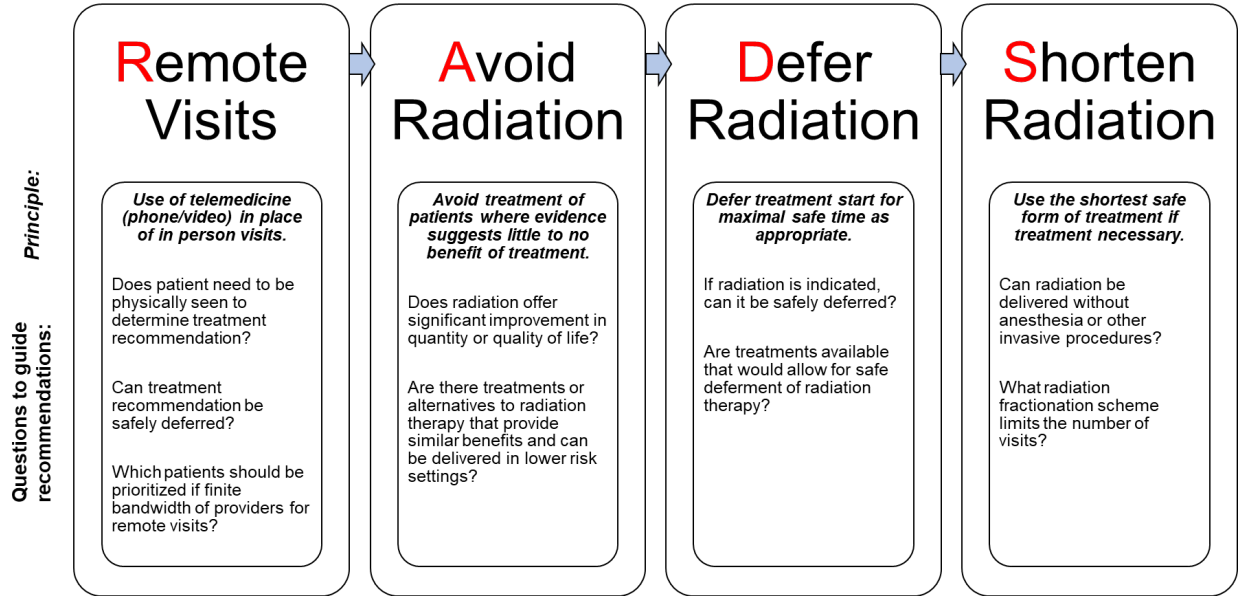 Remote
Visits
Avoid
Radiation
Defer
Radiation
Shorten
Radiation
Principle:
Questions to guide
recommendations:
Use of telemedicine
(phone/video) in place
of in person visits.
Does patient need to be
physically seen to
determine treatment
recommendation?
Can treatment
recommendation be
safely deferred?
Which patients should be
prioritized if finite
bandwidth of providers for
remote visits?
Avoid treatment of
patients where evidence
suggests little to no
benefit of treatment.
Does radiation offer
significant improvement in
quantity or quality of life?
Are there treatments or
alternatives to radiation
therapy that provide
similar benefits and can
be delivered in lower risk
settings?
Defer treatment start for
maximal safe time as
appropriate.
If radiation is indicated,
can it be safely deferred?
Are treatments available
that would allow for safe
deferment of radiation
therapy?
Use the shortest safe
form of treatment if
treatment necessary.
Can radiation be
delivered without
anesthesia or other
invasive procedures?
What radiation
fractionation scheme
limits the number of
visits?